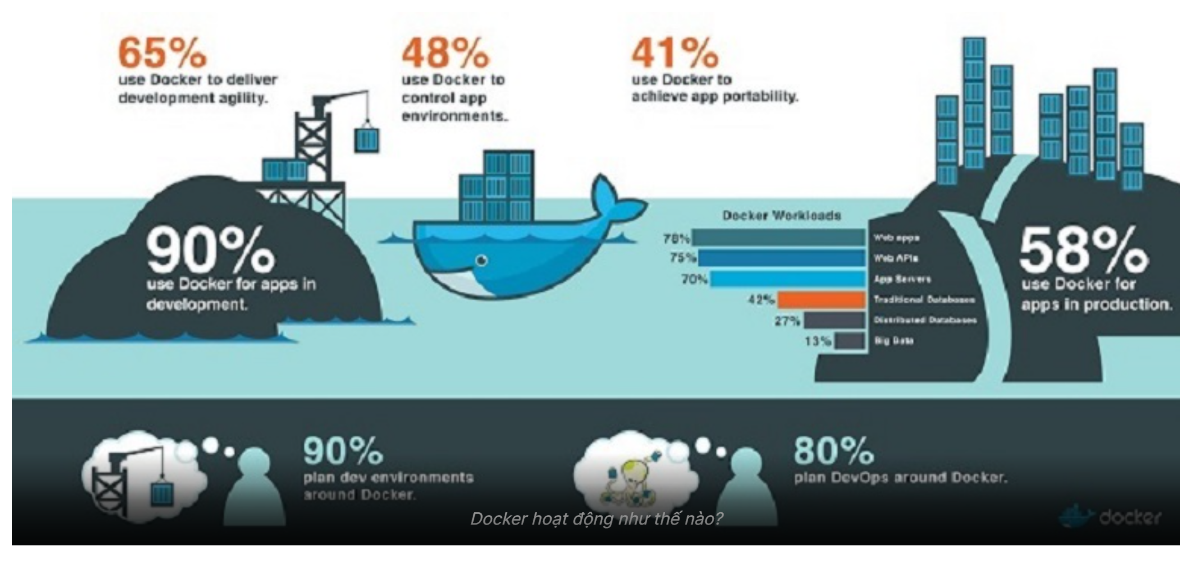 65%
use Docker to deliver
development agility.
48%
use Docker to
control app
environments.
41%
use Docker to
achieve app portability.
90%
use Docker for apps in
development.
Docker Workloads
78% Web apps
75% Web APIs
70% App Servers
42% Traditional Databases
27% Distributed Databases
13% Big Data
58%
use Docker for
apps in production.
90%
plan dev environments
around Docker.
80%
plan DevOps around Docker.
Docker hoạt động như thế nào?
docker